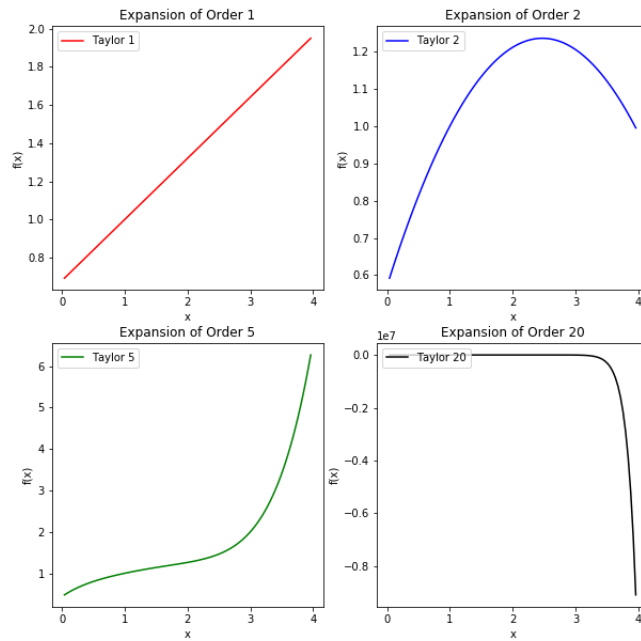 Expansion of Order 1
Taylor 1
2.0
1.8
1.6
1.4
1.2
1.0
0.8
f(x)
0 1 2 3 4
x
Expansion of Order 2
Taylor 2
1.2
1.1
1.0
0.9
0.8
0.7
0.6
f(x)
0 1 2 3 4
x
Expansion of Order 5
Taylor 5
6
5
4
3
2
1
f(x)
0 1 2 3 4
x
1e7
Expansion of Order 20
Taylor 20
0.0
−0.2
−0.4
−0.6
−0.8
f(x)
0 1 2 3 4
x